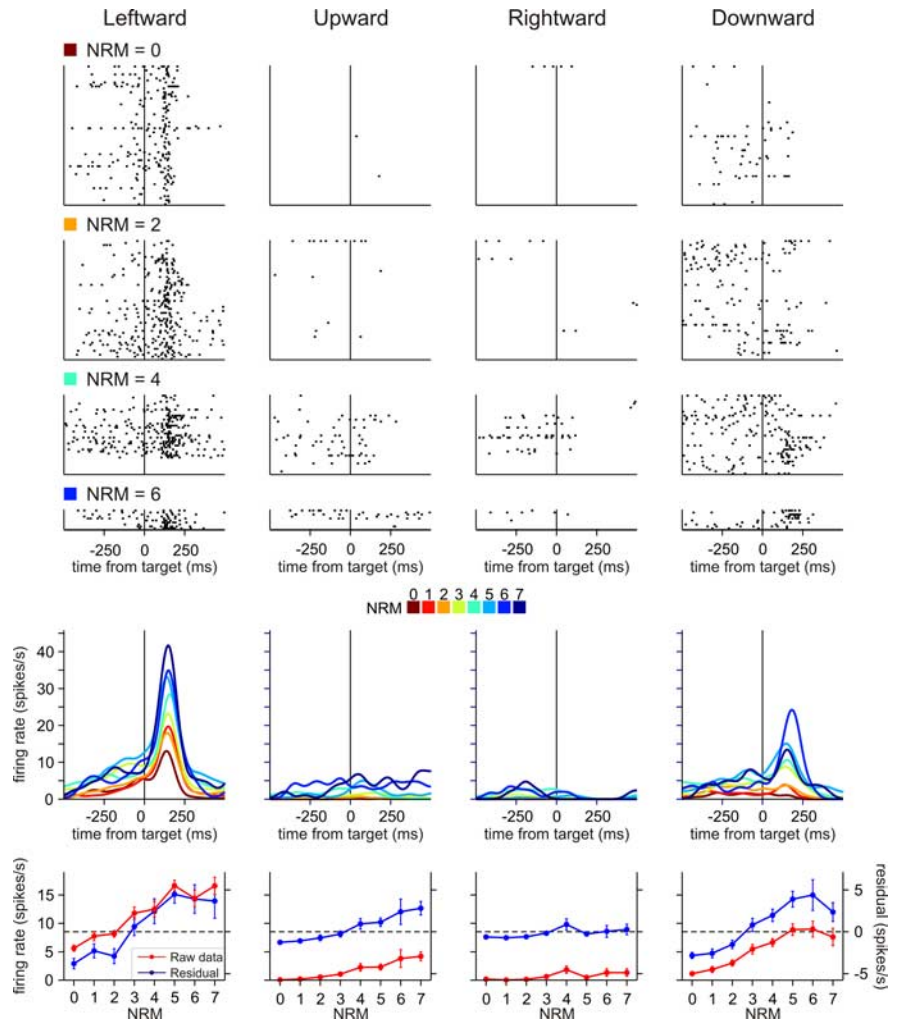 Leftward Upward Rightward Downward
NRM = 0
NRM = 2
NRM = 4
NRM = 6
-250 0 250 -250 0 250 -250 0 250 -250 0 250
time from target (ms) time from target (ms) time from target (ms) time from target (ms)
NRM 0 1 2 3 4 5 6 7
firing rate (spikes/s)
40
30
20
10
0
-250 0 250 -250 0 250 -250 0 250 -250 0 250
time from target (ms) time from target (ms) time from target (ms) time from target (ms)
firing rate (spikes/s)
15
10
5
0
Raw data
Residual
5
0
-5
residual (spikes/s)
0 1 2 3 4 5 6 7 0 1 2 3 4 5 6 7 0 1 2 3 4 5 6 7 0 1 2 3 4 5 6 7
NRM NRM NRM NRM